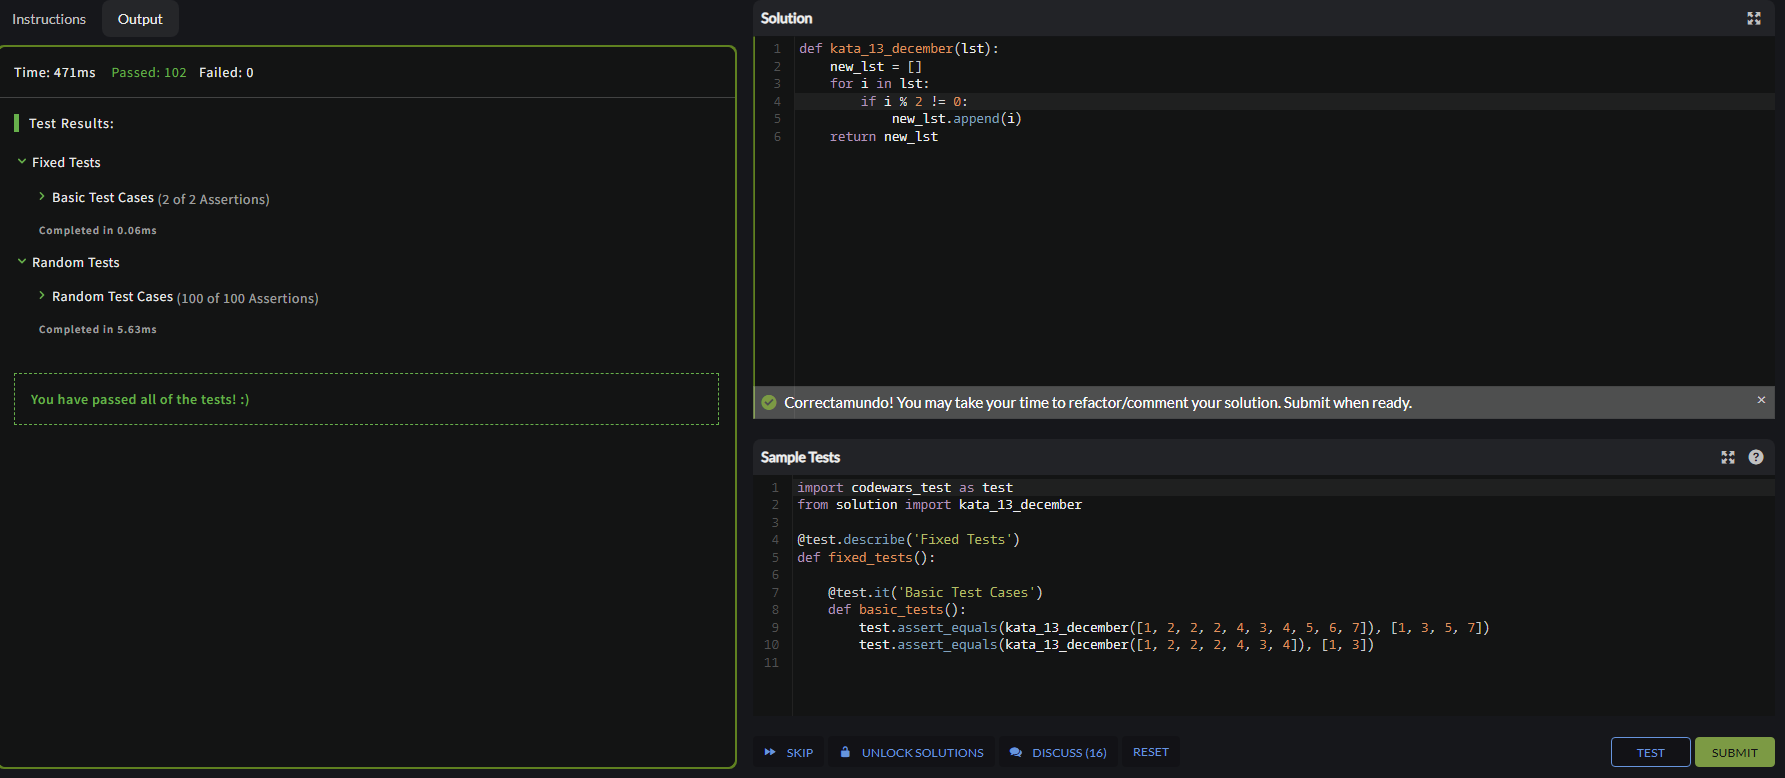 Instructions
Output
Time: 471ms Passed: 102 Failed: 0
Test Results:
Fixed Tests
Basic Test Cases (2 of 2 Assertions)
Completed in 0.06ms
Random Tests
Random Test Cases (100 of 100 Assertions)
Completed in 5.63ms
You have passed all of the tests! :)
Solution
1 def kata_13_december(lst):
2     new_lst = []
3     for i in lst:
4         if i % 2 != 0:
5             new_lst.append(i)
6     return new_lst
Correctamundo! You may take your time to refactor/comment your solution. Submit when ready. ×
Sample Tests
?
1 import codewars_test as test
2 from solution import kata_13_december
3
4 @test.describe('Fixed Tests')
5 def fixed_tests():
6
7     @test.it('Basic Test Cases')
8     def basic_tests():
9         test.assert_equals(kata_13_december([1, 2, 2, 2, 4, 3, 4, 5, 6, 7]), [1, 3, 5, 7])
10         test.assert_equals(kata_13_december([1, 2, 2, 2, 4, 3, 4]), [1, 3])
11
SKIP
UNLOCK SOLUTIONS
DISCUSS (16)
RESET
TEST
SUBMIT